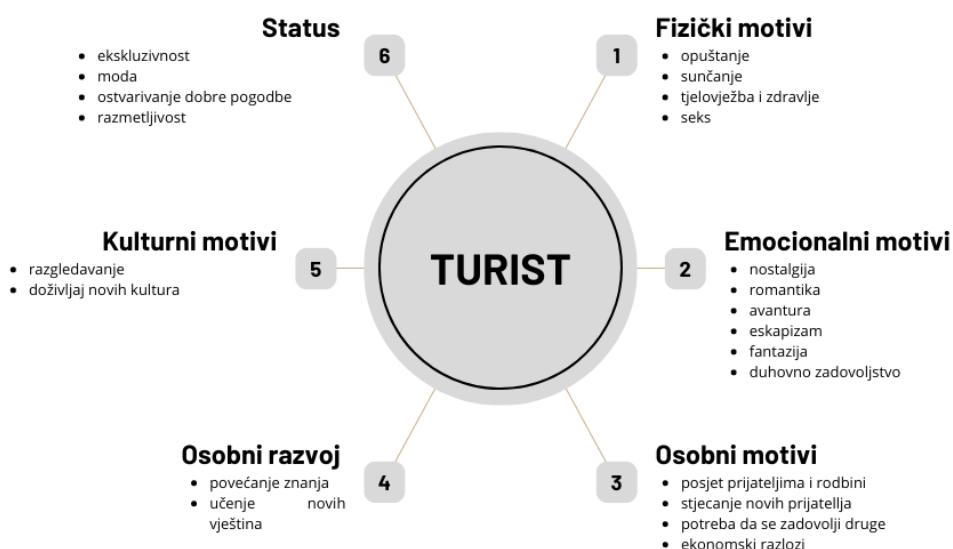 Status
6
• ekskluzivnost
• moda
• ostvarivanje dobre pogodbe
• razmetljivost
Fizički motivi
1
• opuštanje
• sunčanje
• tjelovježba i zdravlje
• seks
Kulturni motivi
5
• razgledavanje
• doživljaj novih kultura
TURIST
Emocionalni motivi
2
• nostalgija
• romantika
• avantura
• eskapizam
• fantazija
• duhovno zadovoljstvo
Osobni razvoj
4
• povećanje znanja
• učenje novih
vještina
Osobni motivi
3
• posjet prijateljima i rodbini
• stjecanje novih prijatellja
• potreba da se zadovolji druge
• ekonomski razlozi